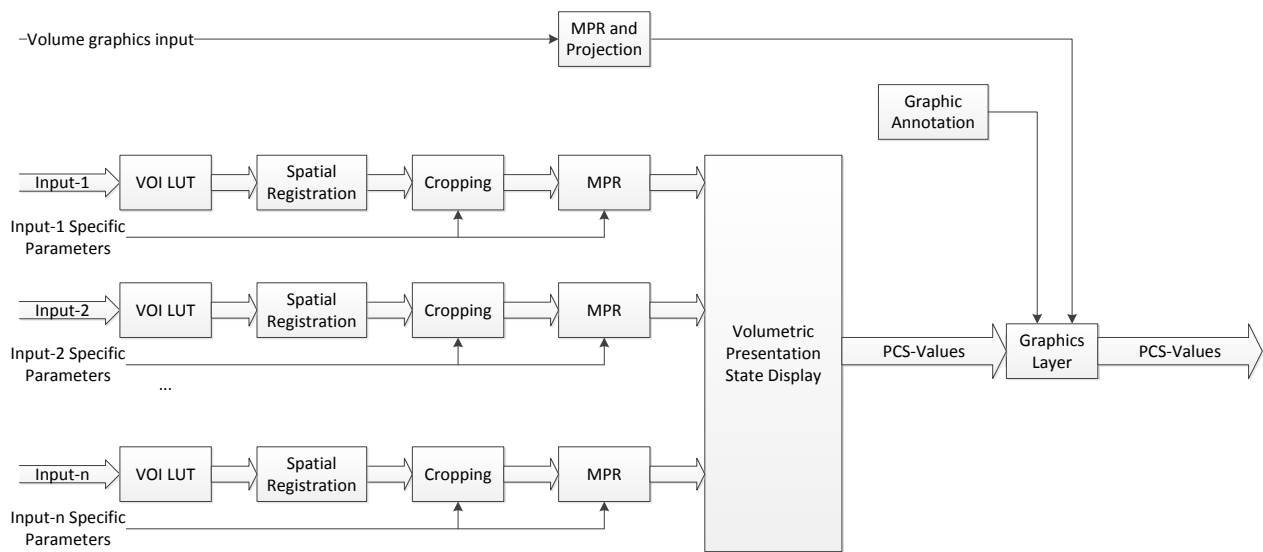 Volume graphics input
MPR and
Projection
Graphic
Annotation
Input-1
VOI LUT
Spatial
Registration
Cropping
MPR
Input-1 Specific
Parameters
Input-2
VOI LUT
Spatial
Registration
Cropping
MPR
Input-2 Specific
Parameters
...
Volumetric
Presentation
State Display
PCS-Values
Graphics
Layer
PCS-Values
Input-n
VOI LUT
Spatial
Registration
Cropping
MPR
Input-n Specific
Parameters